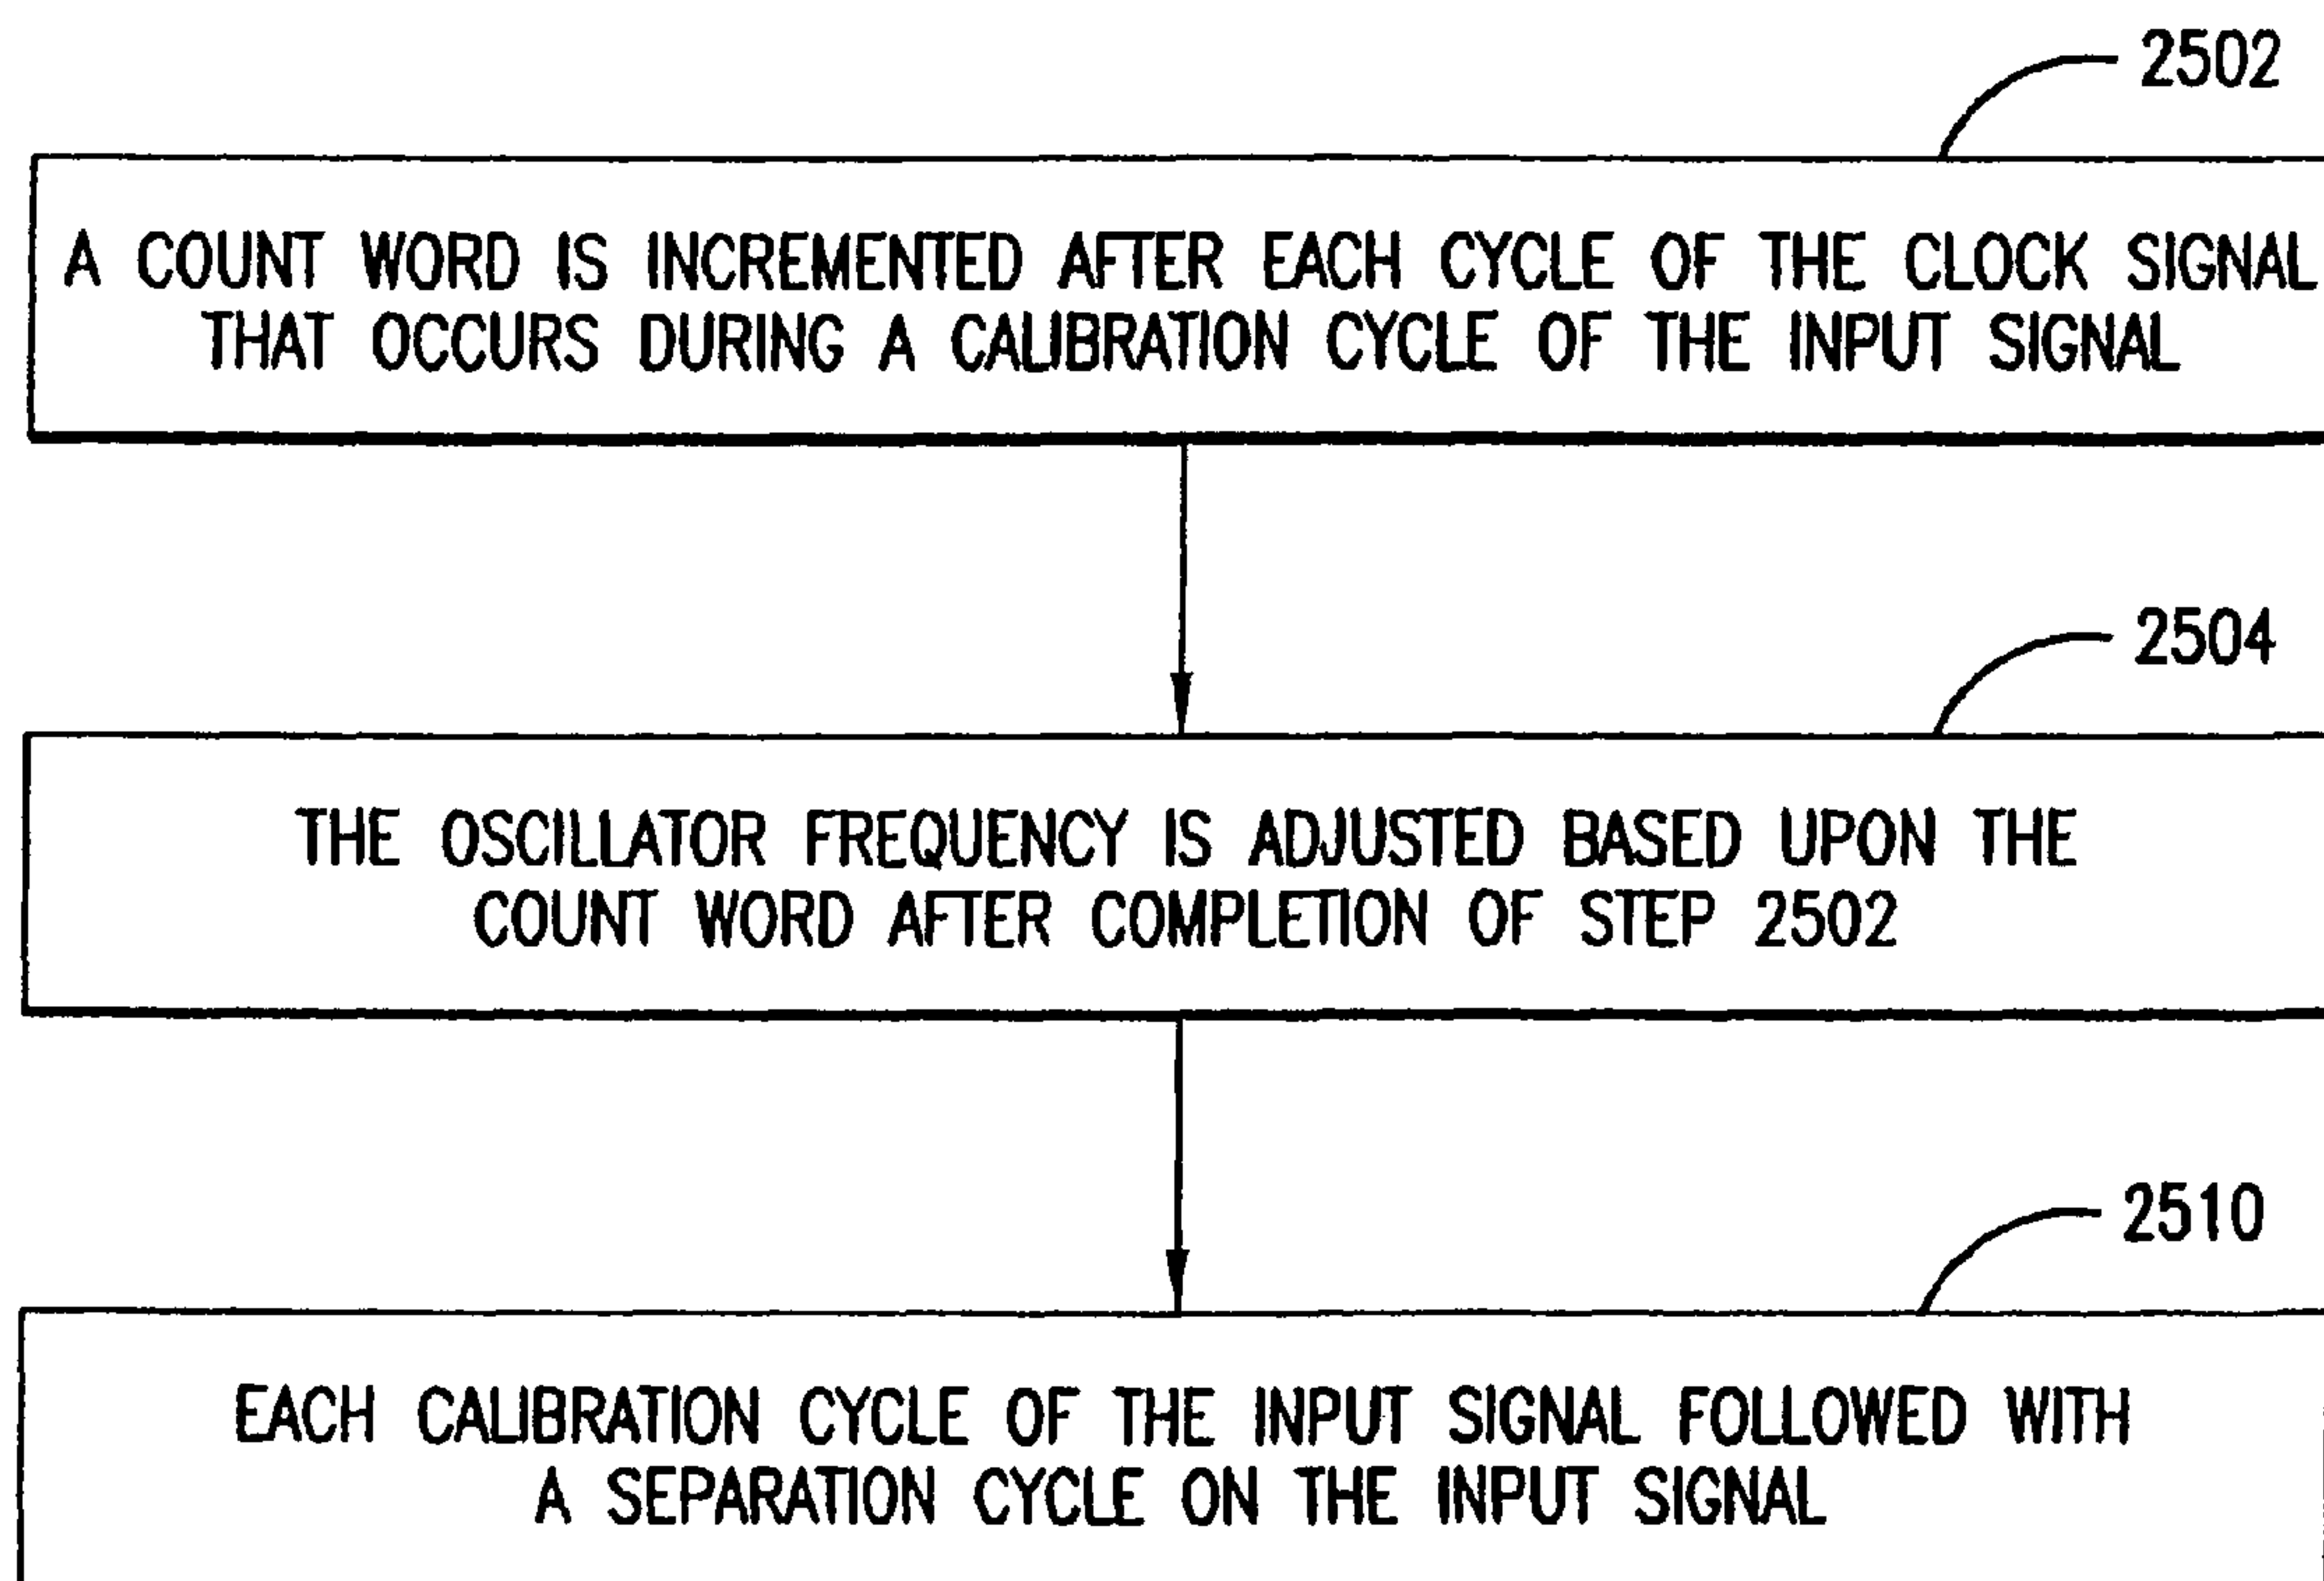 2502
A COUNT WORD IS INCREMENTED AFTER EACH CYCLE OF THE CLOCK SIGNAL
THAT OCCURS DURING A CALIBRATION CYCLE OF THE INPUT SIGNAL
2504
THE OSCILLATOR FREQUENCY IS ADJUSTED BASED UPON THE
COUNT WORD AFTER COMPLETION OF STEP 2502
2510
EACH CALIBRATION CYCLE OF THE INPUT SIGNAL FOLLOWED WITH
A SEPARATION CYCLE ON THE INPUT SIGNAL